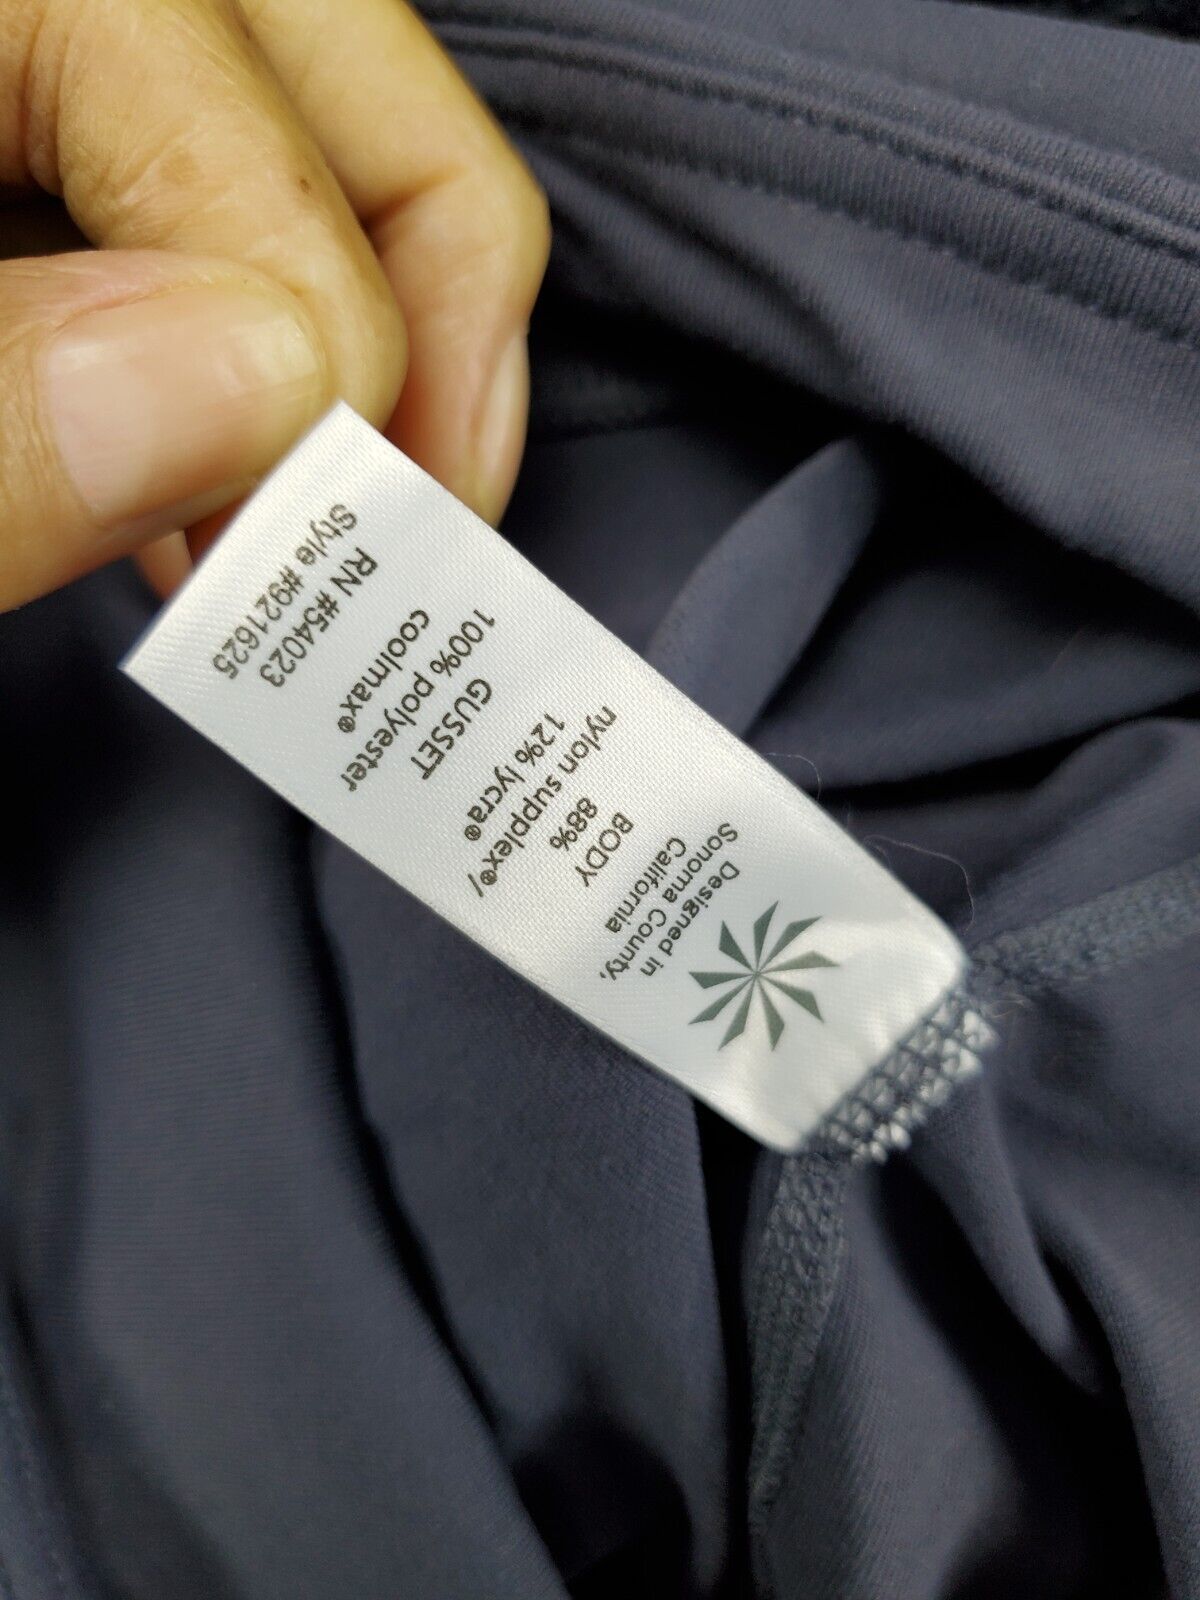 Designed in
Sonoma County,
California
BODY
88%
nylon supplex®/
12% lycra®
GUSSET
100% polyester
coolmax®
RN #54023
Style #921625